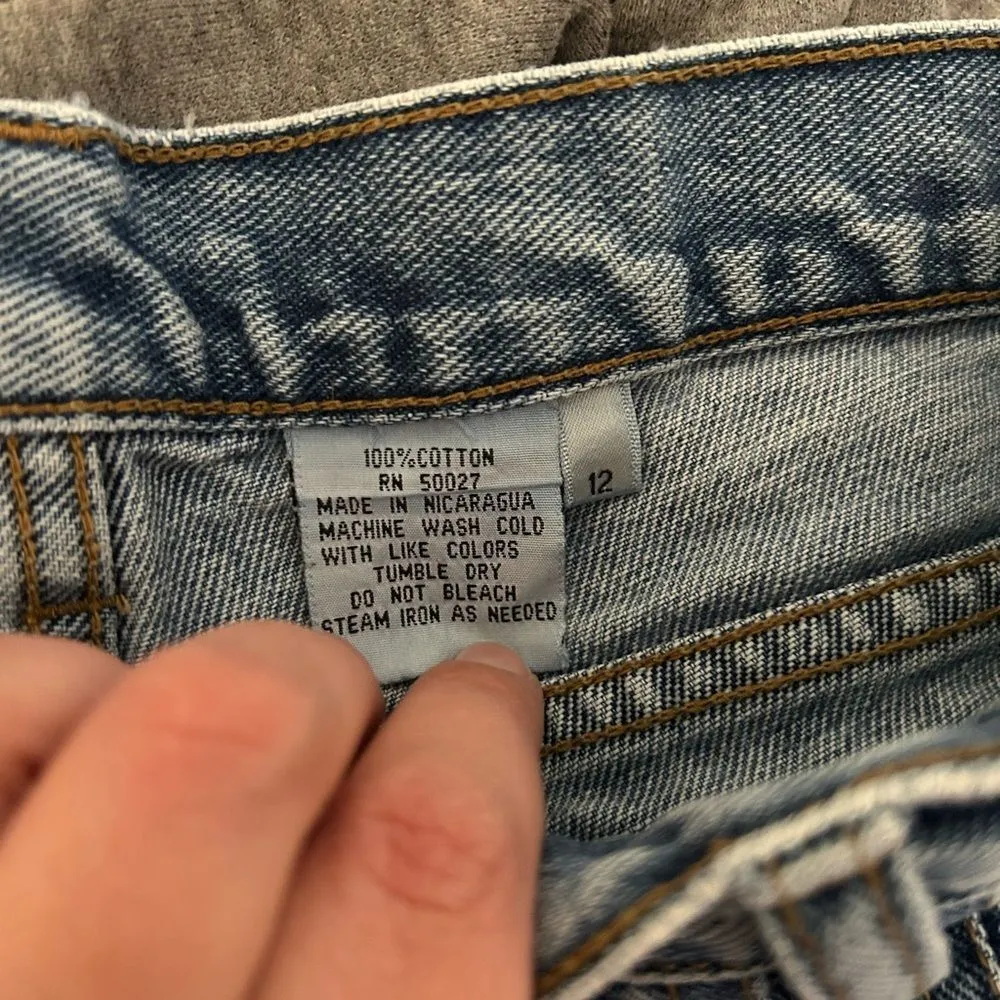 100%COTTON
RN 50027
MADE IN NICARAGUA
MACHINE WASH COLD
WITH LIKE COLORS
TUMBLE DRY
DO NOT BLEACH
STEAM IRON AS NEEDED
12